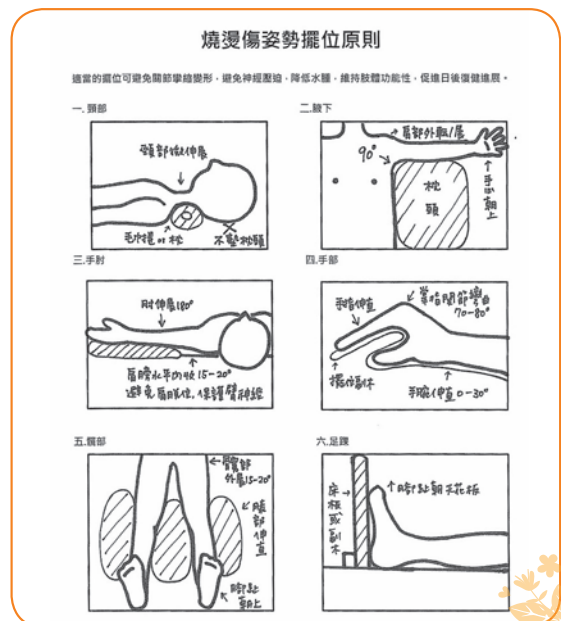 燒燙傷姿勢擺位原則
適當的擺位可避免關節攣縮變形，避免神經壓迫，降低水腫，維持肢體功能性，促進日後復健進展。
一. 頸部
頸部微伸展
毛巾捲 or 枕
不墊枕頭
二.腋下
肩部外展
90°
枕頭
手心朝上
三.手肘
肘伸展180°
肩膀水平內收15-20°
避免肩脫位，保護臂神經
四.手部
手指伸直
掌指關節彎曲
70-80°
擺位副木
手腕伸直0-30°
五.髖部
髖部
外展15-20°
膝部伸直
腳趾
朝上
六.足踝
床板或副木
腳趾朝天花板